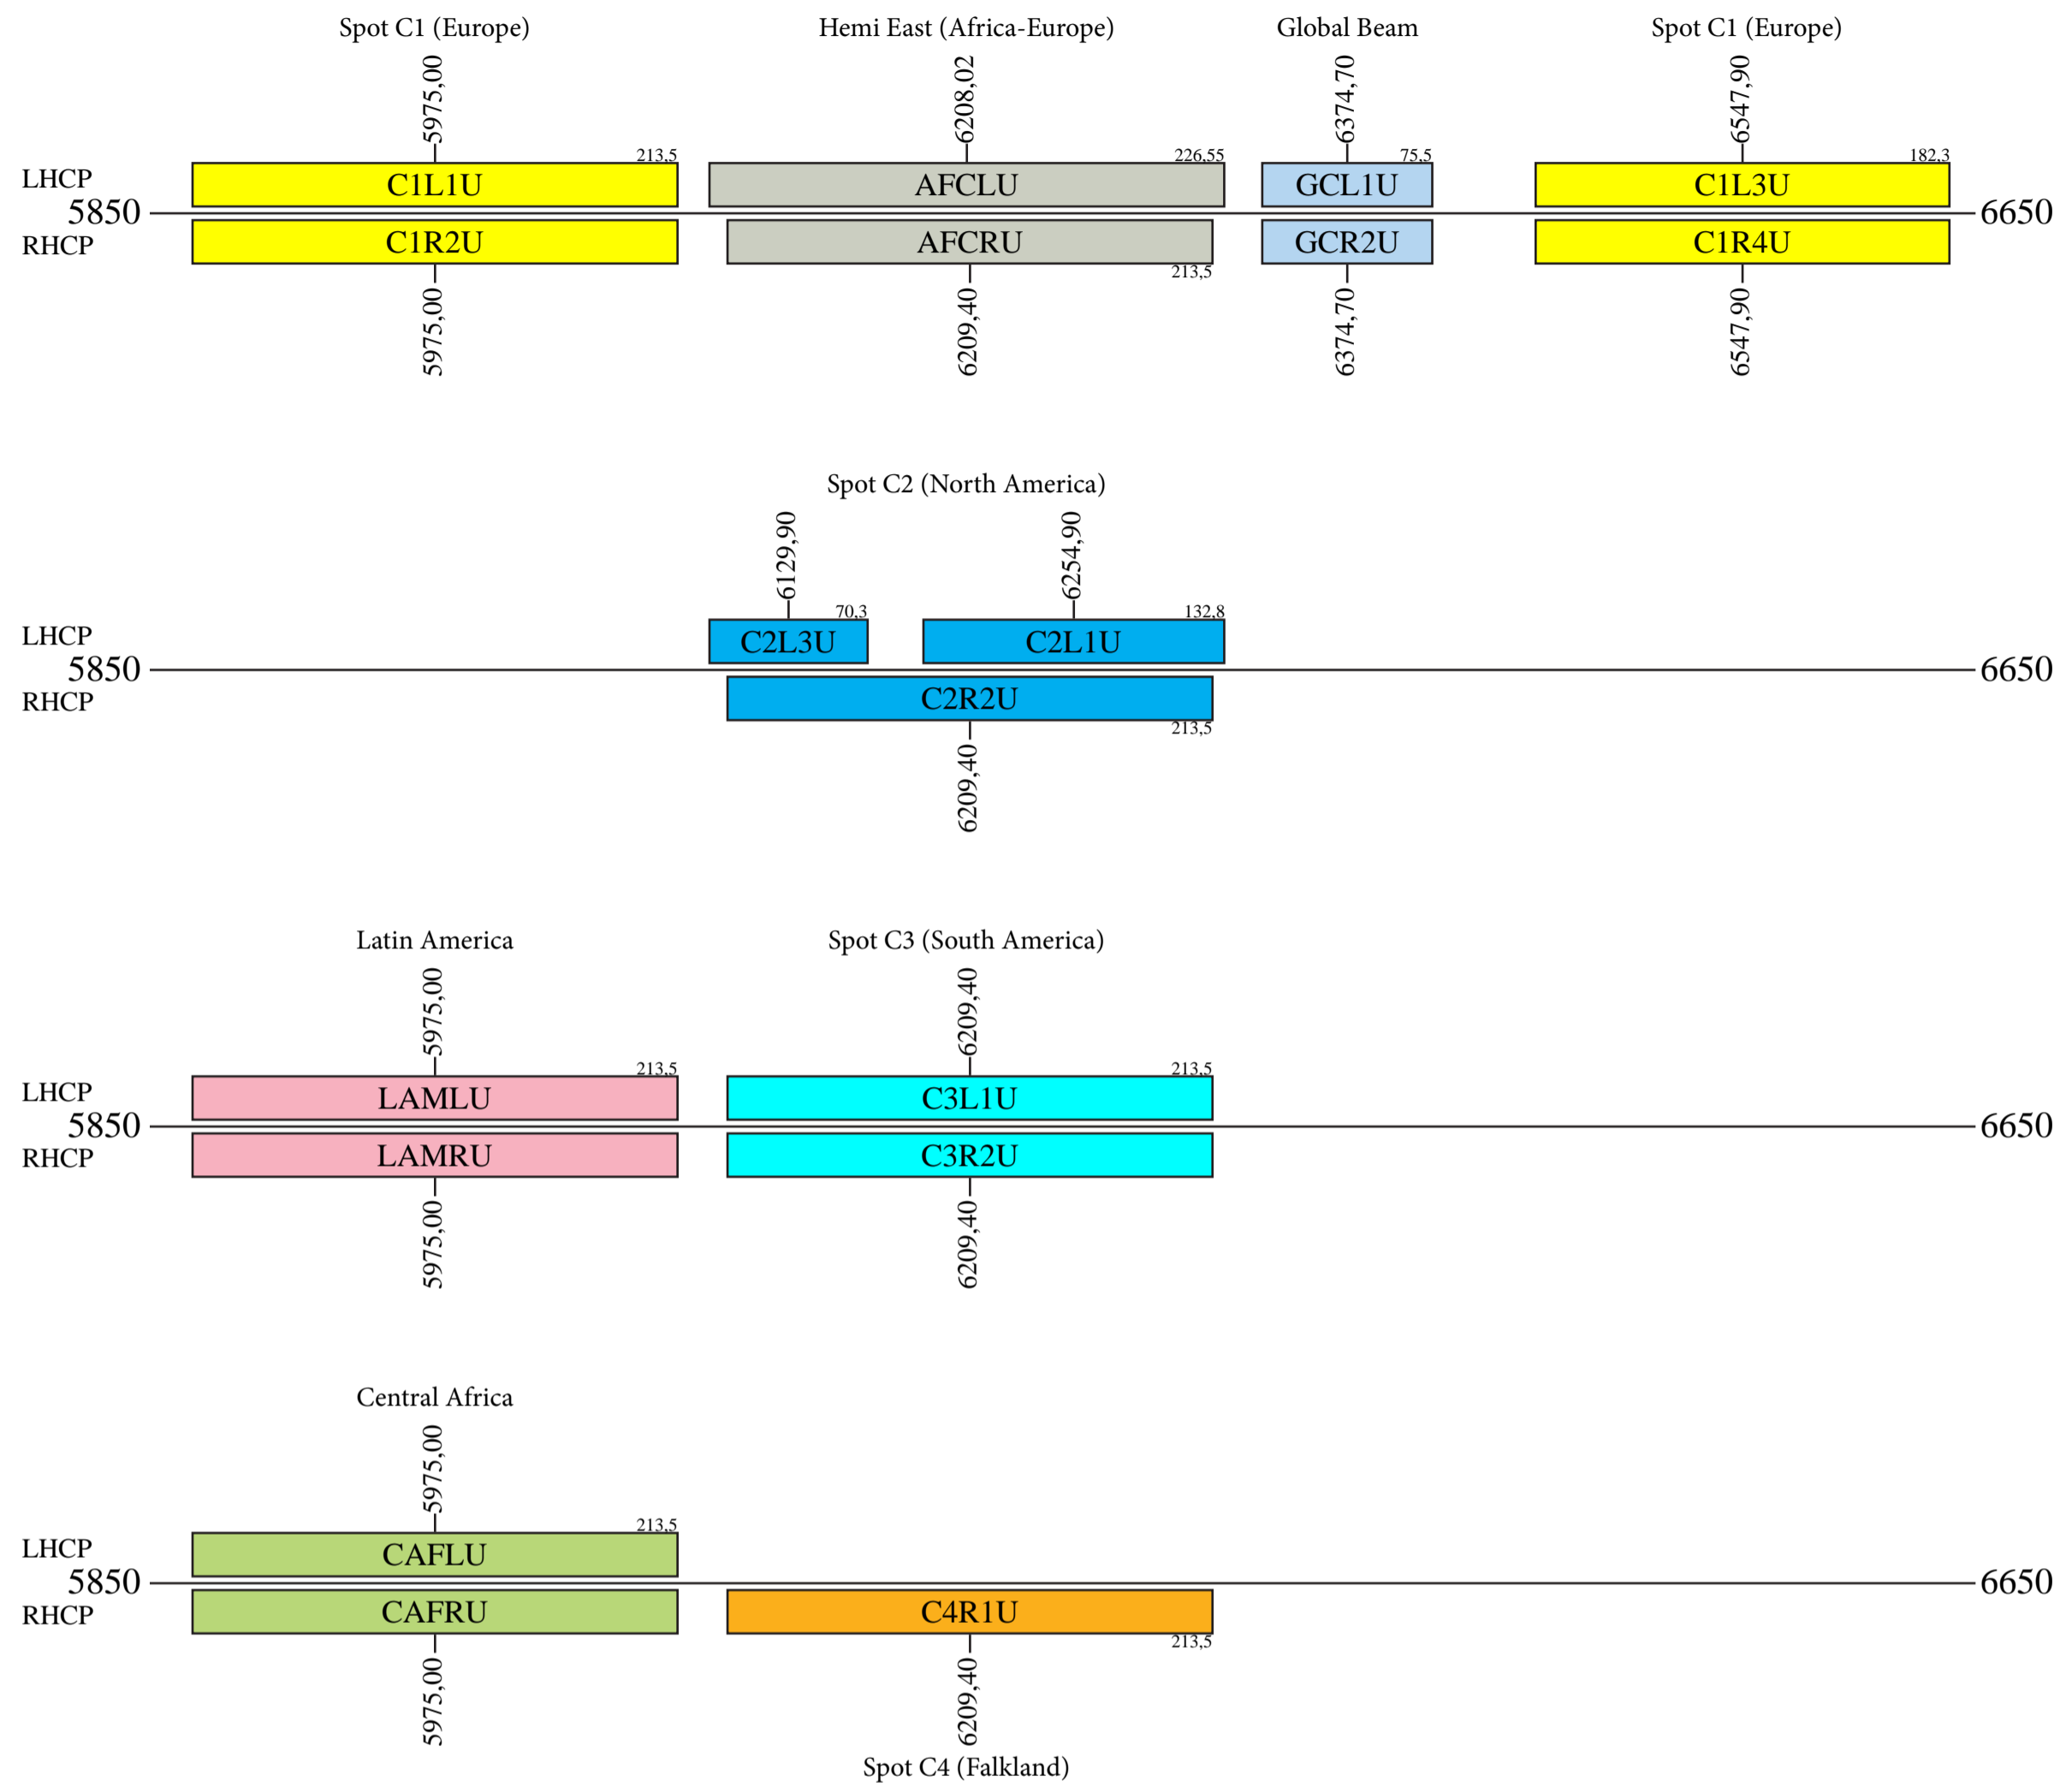 Spot C1 (Europe) Hemi East (Africa-Europe) Global Beam Spot C1 (Europe)
5975,00 6208,02 6374,70 6547,90
213,5 226,55 75,5 182,3
LHCP C1L1U AFCLU GCL1U C1L3U
5850 6650
RHCP C1R2U AFCRU GCR2U C1R4U
213,5
5975,00 6209,40 6374,70 6547,90
Spot C2 (North America)
6129,90 6254,90
70,3 132,8
LHCP C2L3U C2L1U
5850 6650
RHCP C2R2U
213,5
6209,40
Latin America Spot C3 (South America)
5975,00 6209,40
213,5 213,5
LHCP LAMLU C3L1U
5850 6650
RHCP LAMRU C3R2U
5975,00 6209,40
Central Africa
5975,00
213,5
LHCP CAFLU
5850 6650
RHCP CAFRU C4R1U
213,5
5975,00 6209,40
Spot C4 (Falkland)